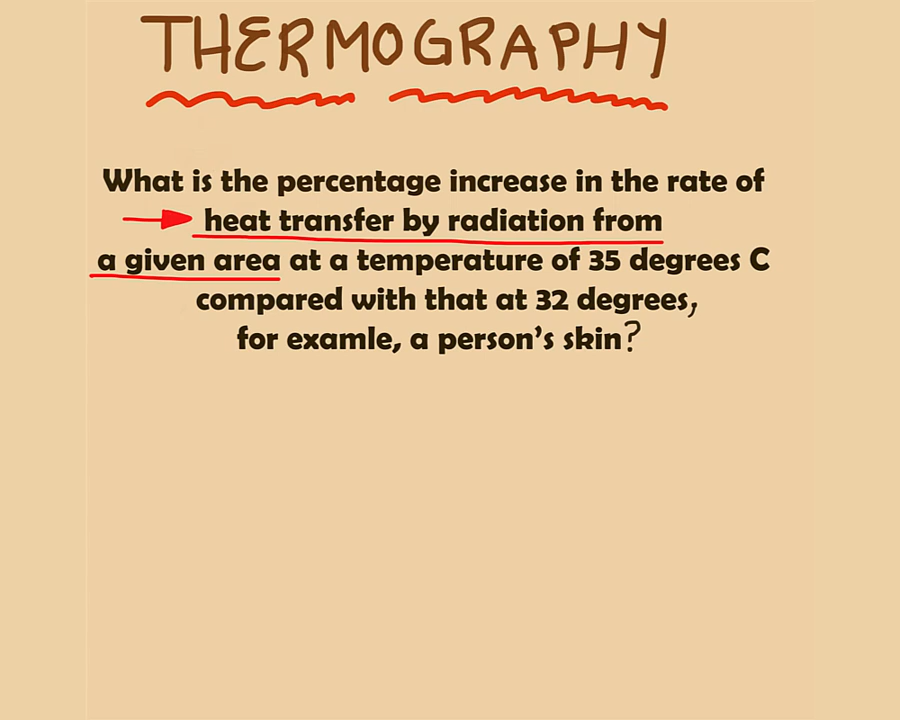 THERMOGRAPHY
What is the percentage increase in the rate of
heat transfer by radiation from
a given area at a temperature of 35 degrees C
compared with that at 32 degrees,
for examle, a person's skin?